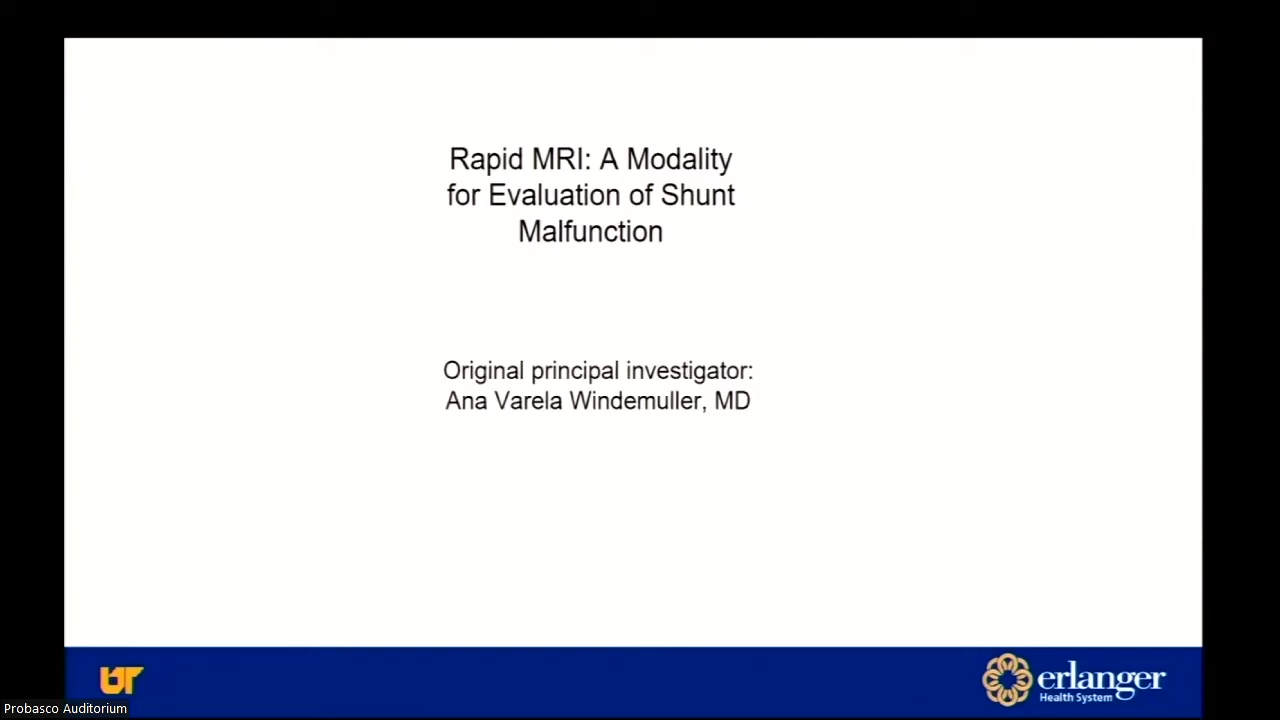 Rapid MRI: A Modality
for Evaluation of Shunt
Malfunction
Original principal investigator:
Ana Varela Windemuller, MD
UT
erlanger
Health System
Probasco Auditorium